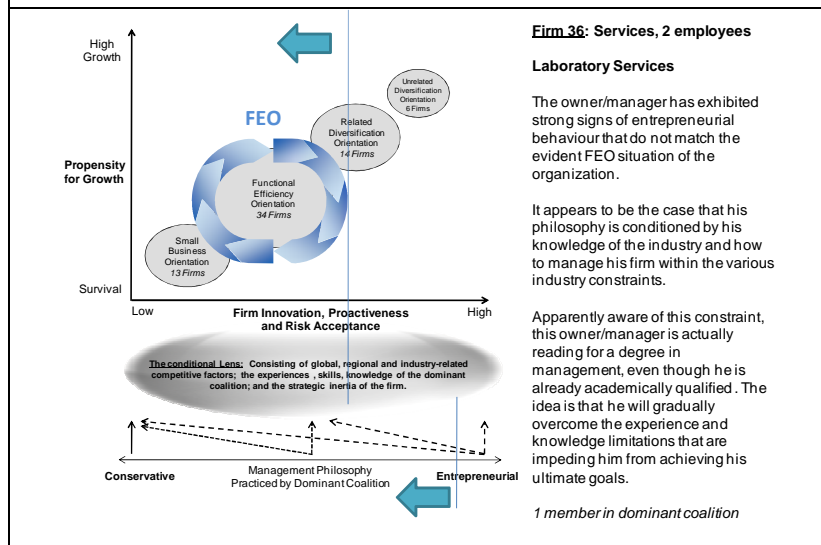 High
Growth
Propensity
for Growth
Survival
FEO
Unrelated
Diversification
Orientation
6 Firms
Related
Diversification
Orientation
14 Firms
Functional
Efficiency
Orientation
34 Firms
Small
Business
Orientation
13 Firms
Low
Firm Innovation, Proactiveness
and Risk Acceptance
High
The conditional Lens: Consisting of global, regional and industry-related
competitive factors; the experiences , skills, knowledge of the dominant
coalition; and the strategic inertia of the firm.
Conservative
Management Philosophy
Practiced by Dominant Coalition
Entrepreneurial
Firm 36: Services, 2 employees
Laboratory Services
The owner/manager has exhibited
strong signs of entrepreneurial
behaviour that do not match the
evident FEO situation of the
organization.
It appears to be the case that his
philosophy is conditioned by his
knowledge of the industry and how
to manage his firm within the various
industry constraints.
Apparently aware of this constraint,
this owner/manager is actually
reading for a degree in
management, even though he is
already academically qualified . The
idea is that he will gradually
overcome the experience and
knowledge limitations that are
impeding him from achieving his
ultimate goals.
1 member in dominant coalition